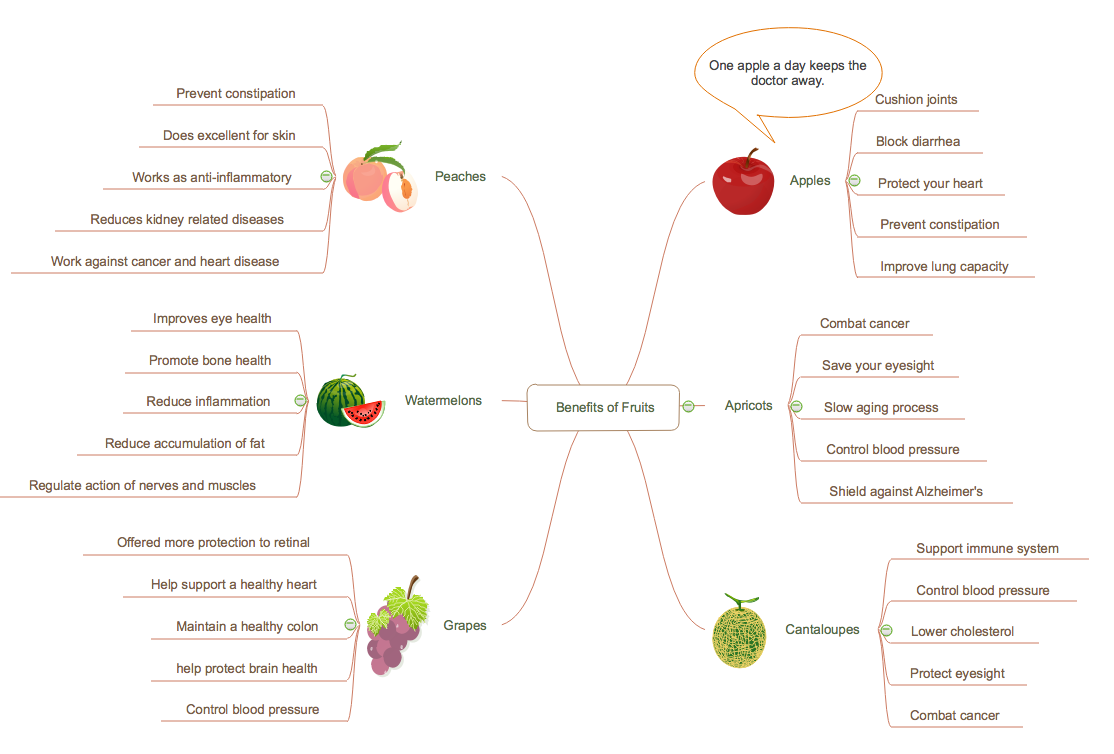 One apple a day keeps the
doctor away.
Prevent constipation
Does excellent for skin
Works as anti-inflammatory
Reduces kidney related diseases
Work against cancer and heart disease
Peaches
Improves eye health
Promote bone health
Reduce inflammation
Reduce accumulation of fat
Regulate action of nerves and muscles
Watermelons
Offered more protection to retinal
Help support a healthy heart
Maintain a healthy colon
help protect brain health
Control blood pressure
Grapes
Benefits of Fruits
Apples
Cushion joints
Block diarrhea
Protect your heart
Prevent constipation
Improve lung capacity
Apricots
Combat cancer
Save your eyesight
Slow aging process
Control blood pressure
Shield against Alzheimer's
Cantaloupes
Support immune system
Control blood pressure
Lower cholesterol
Protect eyesight
Combat cancer